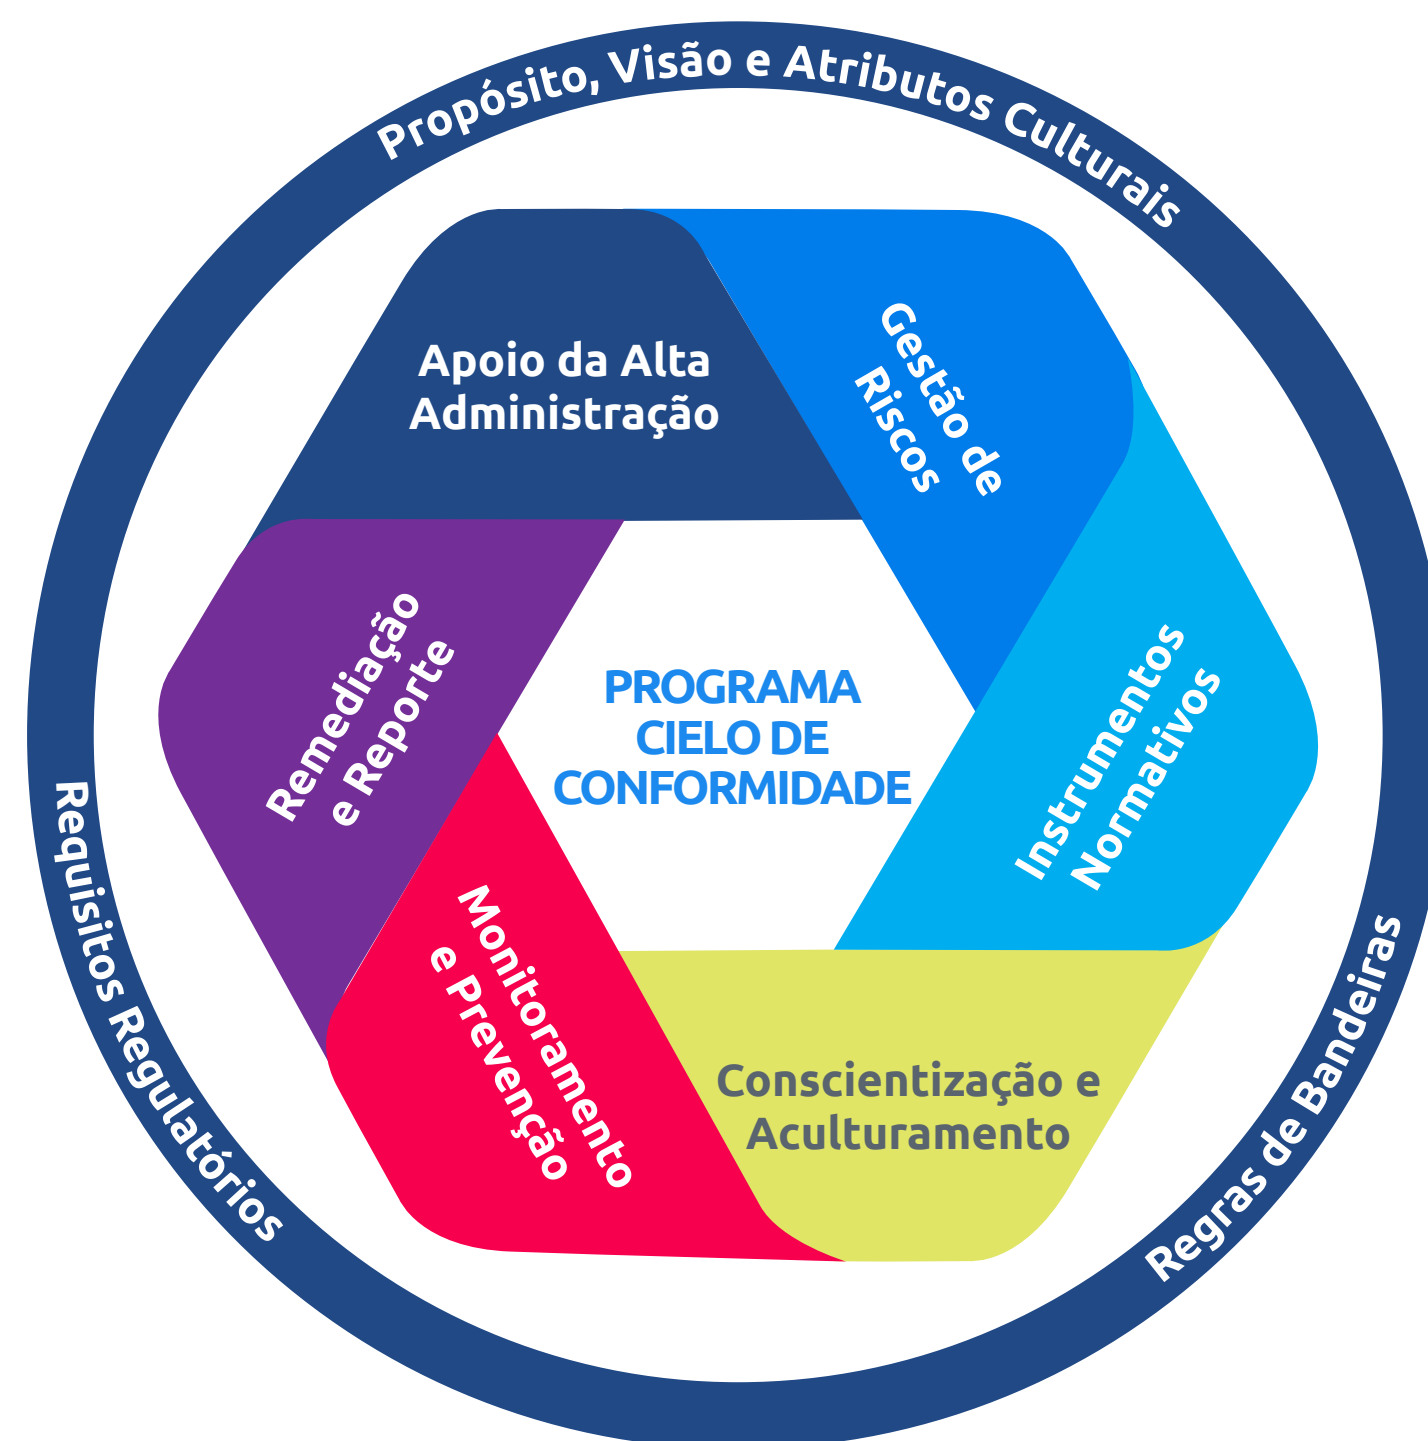 Propósito, Visão e Atributos Culturais
Apoio da Alta
Administração
Gestão de
Riscos
Instrumentos
Normativos
Conscientização e
Aculturamento
Monitoramento
e Prevenção
Remediação
e Reporte
PROGRAMA
CIELO DE
CONFORMIDADE
Requisitos Regulatórios
Regras de Bandeiras